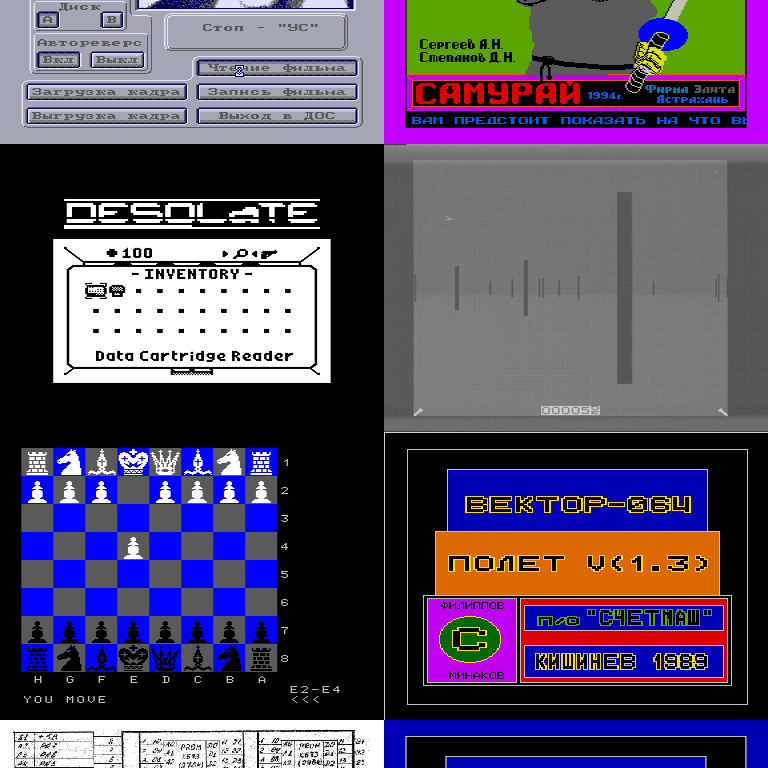 Диск
А В
Автореверс
Вкл Выкл
Стоп - "УС"
Чтение фильма
Загрузка кадра
Запись фильма
Выгрузка кадра
Выход в ДОС
Сергеев А.Н.
Степанов Д.Н.
САМУРАЙ 1994г.
Фирма Элита
Астрахань
ВАМ ПРЕДСТОИТ ПОКАЗАТЬ НА ЧТО
DESOLATE
100
- INVENTORY -
Data Cartridge Reader
1
2
3
4
5
6
7
8
H G F E D C B A
E2-E4
YOU MOVE <<<
ВЕКТОР-06Ц
ПОЛЕТ V(1.3)
ФИЛИППОВ
С
МИНАКОВ
п/о "СЧЕТМАШ"
КИШИНЕВ 1989
PROM
PROM